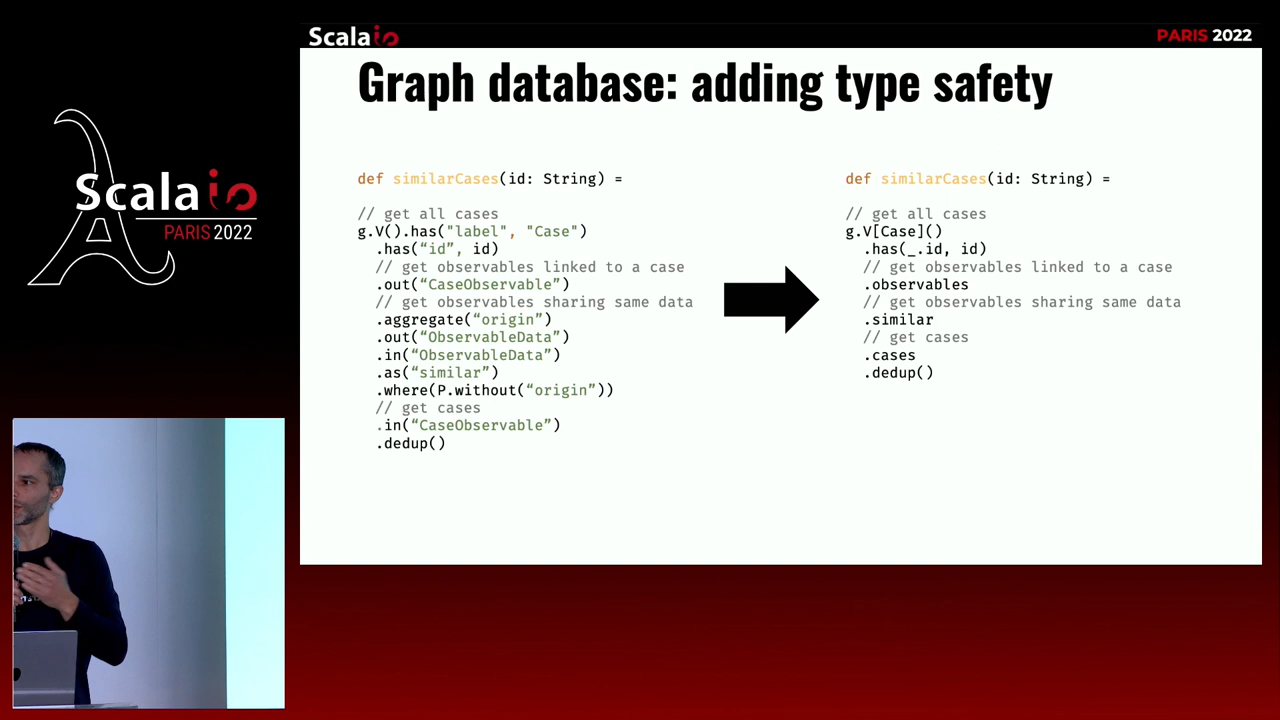 Scala io
PARIS 2022
Graph database: adding type safety
Scala io
PARIS 2022
def similarCases(id: String) =
// get all cases
g.V().has("label", "Case")
.has(“id”, id)
// get observables linked to a case
.out(“CaseObservable”)
// get observables sharing same data
.aggregate(“origin”)
.out(“ObservableData”)
.in(“ObservableData”)
.as(“similar”)
.where(P.without(“origin”))
// get cases
.in(“CaseObservable”)
.dedup()
def similarCases(id: String) =
// get all cases
g.V[Case]()
.has(_.id, id)
// get observables linked to a case
.observables
// get observables sharing same data
.similar
// get cases
.cases
.dedup()